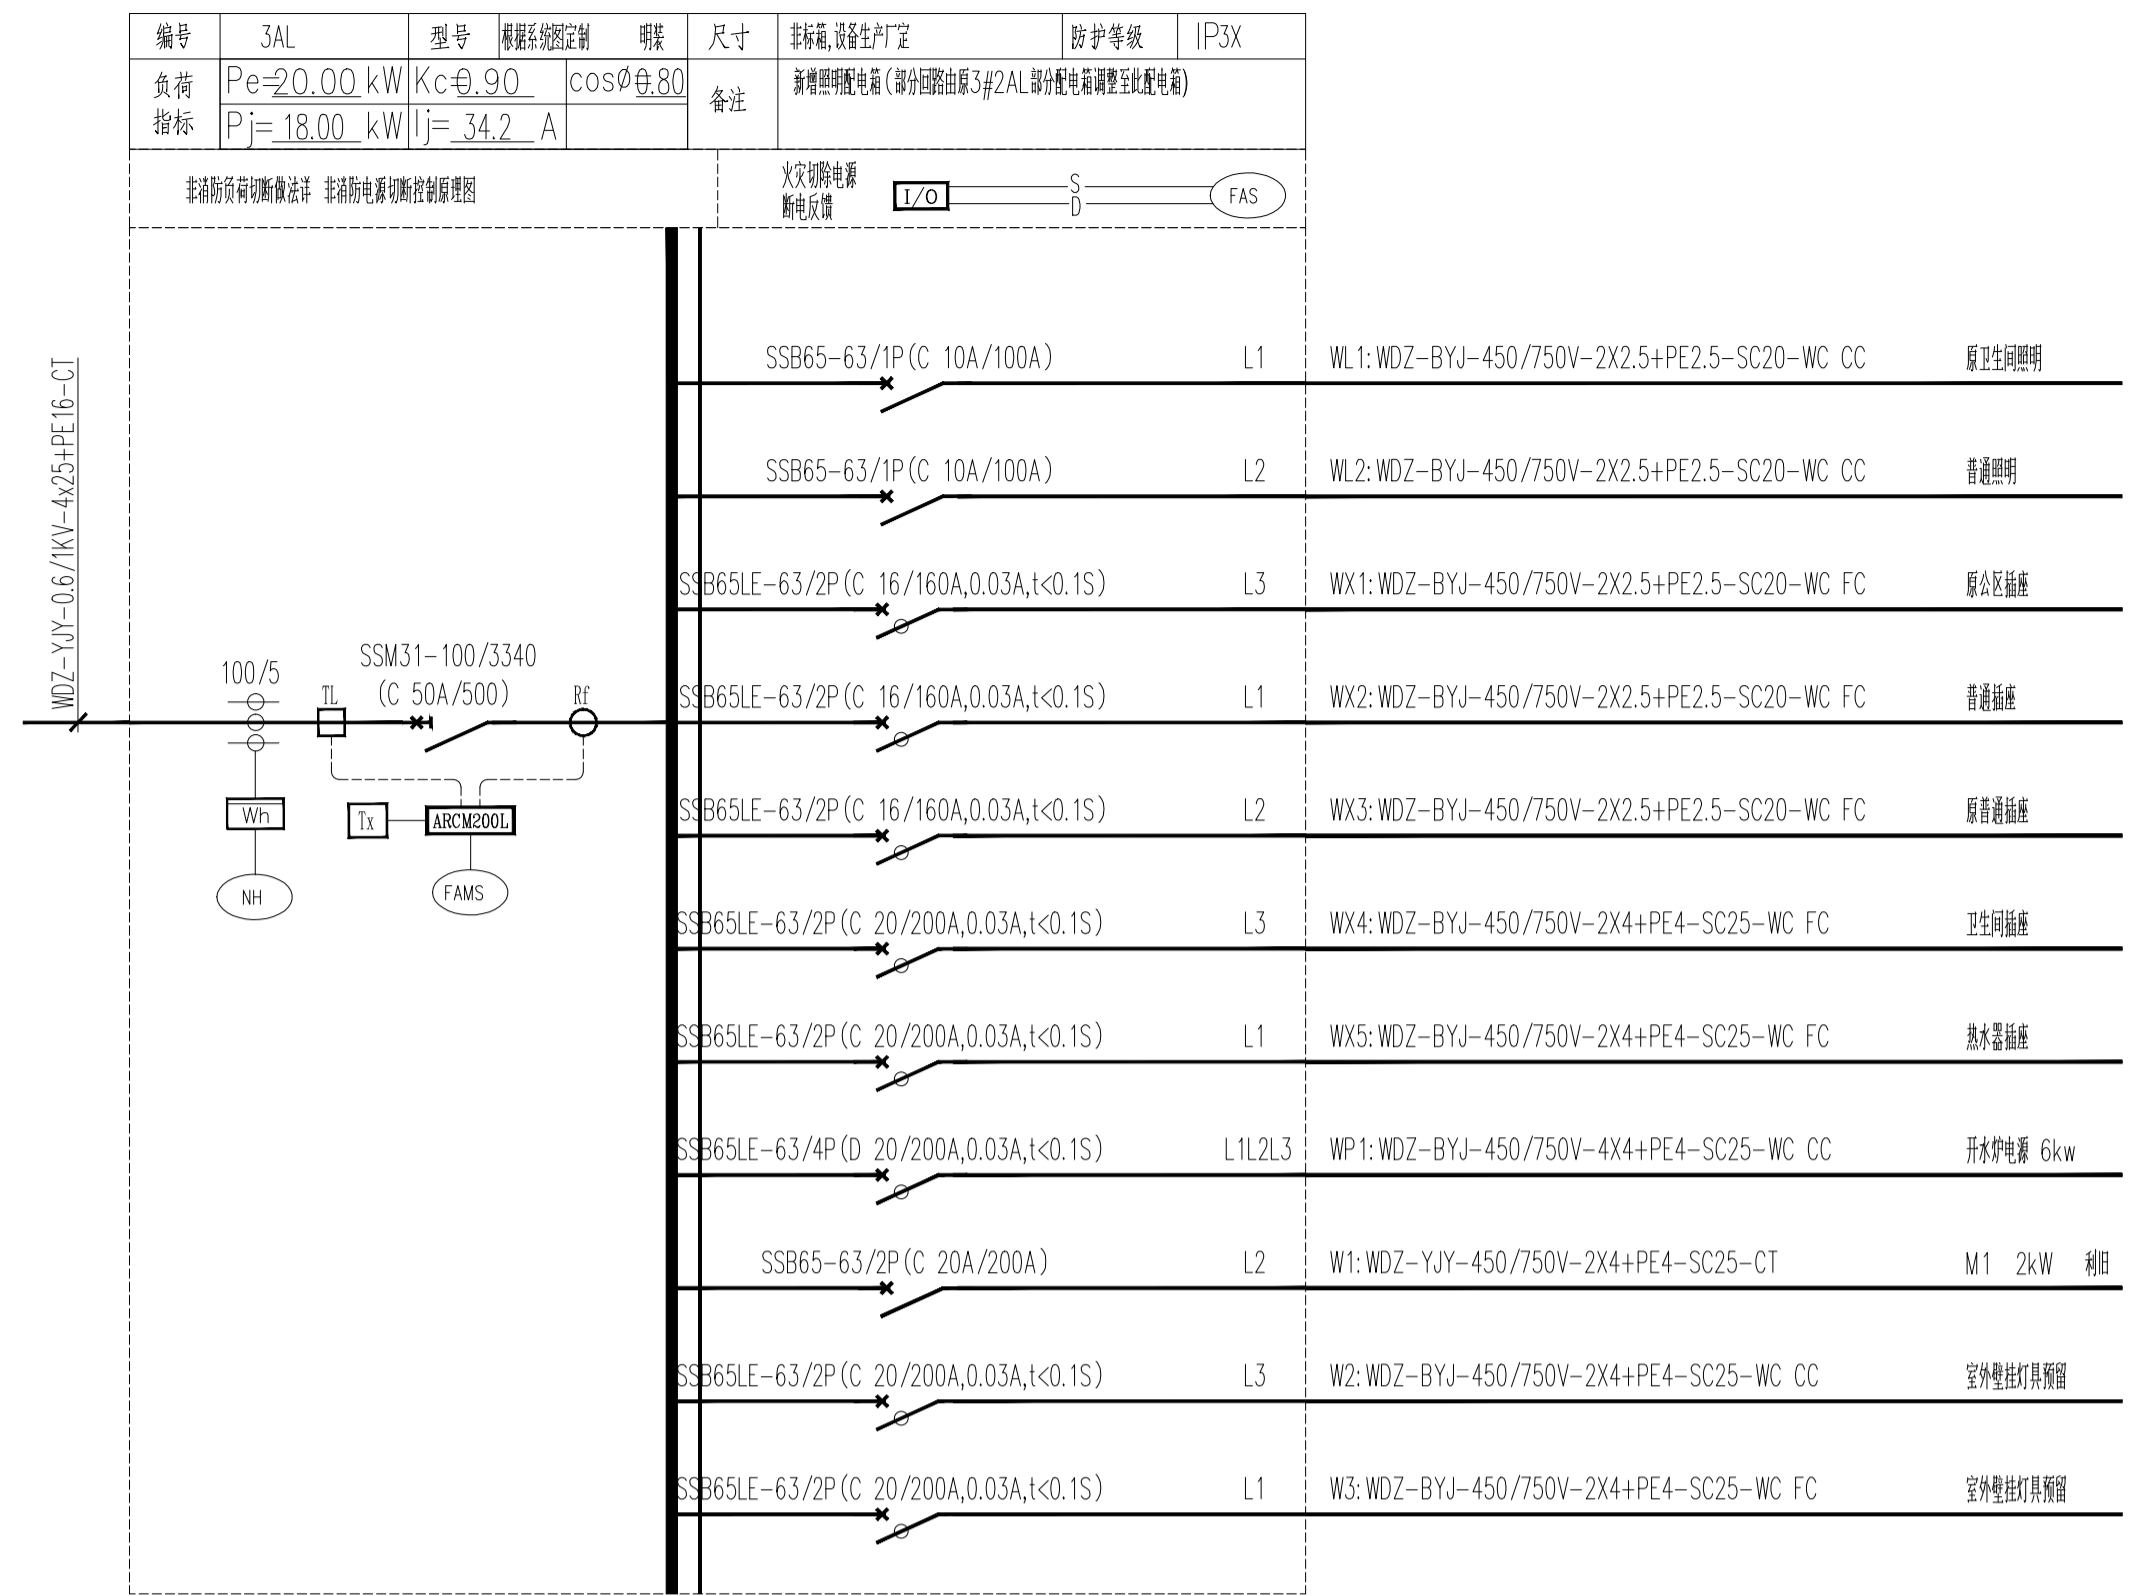 编号 3AL 型号 根据系统图定制 明装 尺寸 非标箱,设备生产厂定 防护等级 IP3X
负荷指标 Pe=20.00 kW Kc=0.90 cosø=0.80 备注 新增照明配电箱(部分回路由原3#2AL部分配电箱调整至此配电箱)
Pj= 18.00 kW Ij= 34.2 A
非消防负荷切断做法详 非消防电源切断控制原理图
火灾切除电源
断电反馈
I/O S D FAS
SSB65-63/1P(C 10A/100A) L1 WL1:WDZ-BYJ-450/750V-2X2.5+PE2.5-SC20-WC CC 原卫生间照明
SSB65-63/1P(C 10A/100A) L2 WL2:WDZ-BYJ-450/750V-2X2.5+PE2.5-SC20-WC CC 普通照明
SSB65LE-63/2P(C 16/160A,0.03A,t<0.1S) L3 WX1:WDZ-BYJ-450/750V-2X2.5+PE2.5-SC20-WC FC 原公区插座
WDZ-YJY-0.6/1KV-4x25+PE16-CT
100/5
TL
SSM31-100/3340
(C 50A/500)
Rf
Wh
NH
Tx
ARCM200L
FAMS
SSB65LE-63/2P(C 16/160A,0.03A,t<0.1S) L1 WX2:WDZ-BYJ-450/750V-2X2.5+PE2.5-SC20-WC FC 普通插座
SSB65LE-63/2P(C 16/160A,0.03A,t<0.1S) L2 WX3:WDZ-BYJ-450/750V-2X2.5+PE2.5-SC20-WC FC 原普通插座
SSB65LE-63/2P(C 20/200A,0.03A,t<0.1S) L3 WX4:WDZ-BYJ-450/750V-2X4+PE4-SC25-WC FC 卫生间插座
SSB65LE-63/2P(C 20/200A,0.03A,t<0.1S) L1 WX5:WDZ-BYJ-450/750V-2X4+PE4-SC25-WC FC 热水器插座
SSB65LE-63/4P(D 20/200A,0.03A,t<0.1S) L1L2L3 WP1:WDZ-BYJ-450/750V-4X4+PE4-SC25-WC CC 开水炉电源 6kw
SSB65-63/2P(C 20A/200A) L2 W1:WDZ-YJY-450/750V-2X4+PE4-SC25-CT M1 2kW 利旧
SSB65LE-63/2P(C 20/200A,0.03A,t<0.1S) L3 W2:WDZ-BYJ-450/750V-2X4+PE4-SC25-WC CC 室外壁挂灯具预留
SSB65LE-63/2P(C 20/200A,0.03A,t<0.1S) L1 W3:WDZ-BYJ-450/750V-2X4+PE4-SC25-WC FC 室外壁挂灯具预留